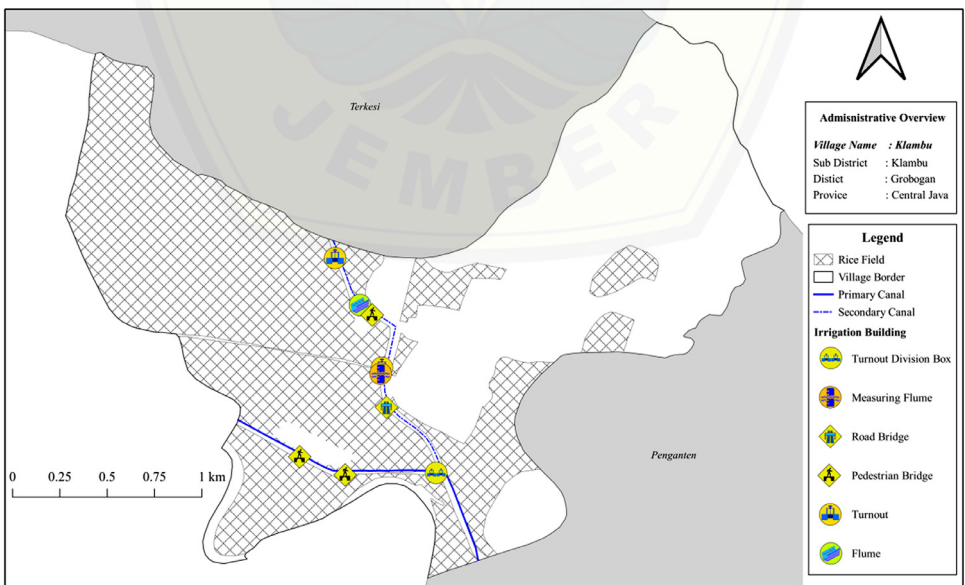 JEMBER
Terkesi
Penganten
0 0.25 0.5 0.75 1 km
Admisnistrative Overview
Village Name : Klambu
Sub District : Klambu
Distict : Grobogan
Provice : Central Java
Legend
Rice Field
Village Border
Primary Canal
Secondary Canal
Irrigation Building
Turnout Division Box
Measuring Flume
Road Bridge
Pedestrian Bridge
Turnout
Flume